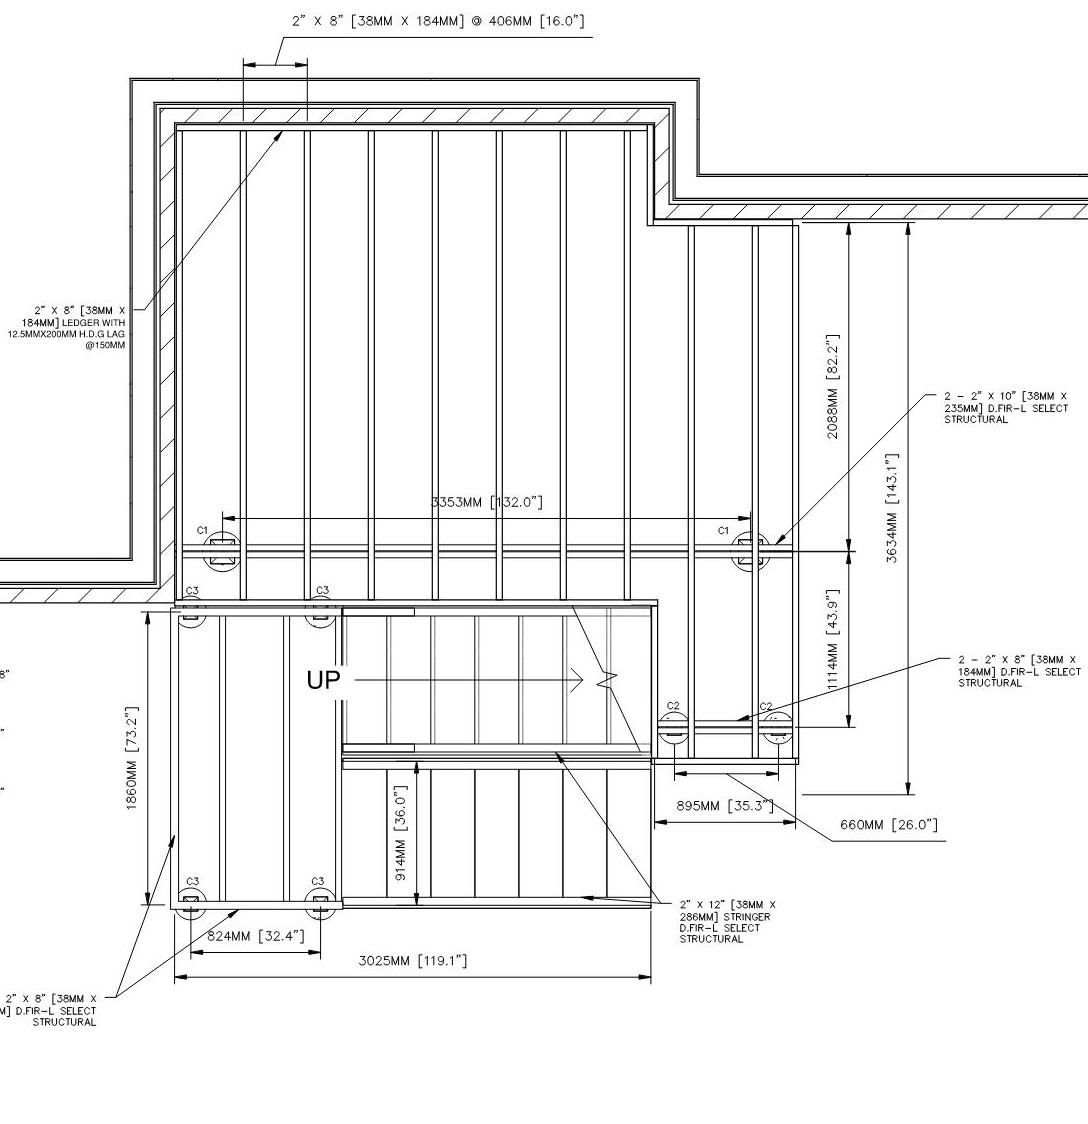 2" X 8" [38MM X 184MM] @ 406MM [16.0"]
2" X 8" [38MM X
184MM] LEDGER WITH
12.5MMX200MM H.D.G LAG
@150MM
2088MM [82.2"]
2 - 2" X 10" [38MM X
235MM] D.FIR-L SELECT
STRUCTURAL
3634MM [143.1"]
3353MM [132.0"]
C1
C1
C3
C3
1114MM [43.9"]
2 - 2" X 8" [38MM X
184MM] D.FIR-L SELECT
STRUCTURAL
8"
"
"
UP
C2
C2
1860MM [73.2"]
914MM [36.0"]
895MM [35.3"]
660MM [26.0"]
C3
C3
2" X 12" [38MM X
286MM] STRINGER
D.FIR-L SELECT
STRUCTURAL
824MM [32.4"]
3025MM [119.1"]
2" X 8" [38MM X
M] D.FIR-L SELECT
STRUCTURAL